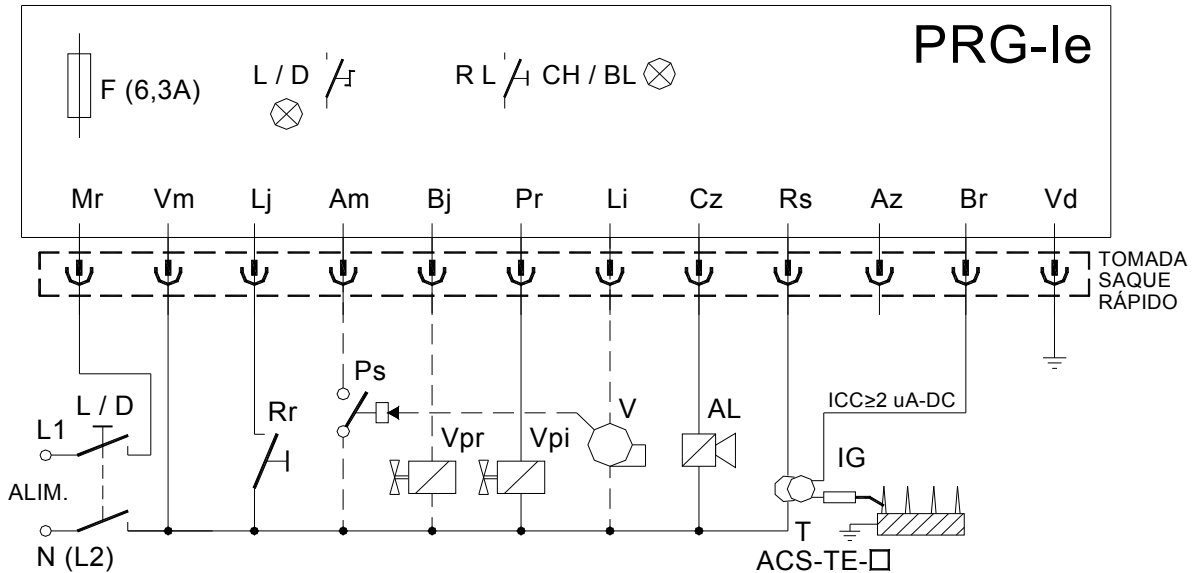 PRG-Ie
F (6,3A)
L / D
R L
CH / BL
Mr Vm Lj Am Bj Pr Li Cz Rs Az Br Vd
TOMADA
SAQUE
RÁPIDO
L / D
L1
ALIM.
N (L2)
Rr
Ps
Vpr
Vpi
V
AL
ICC≥2 uA-DC
IG
T
ACS-TE-□